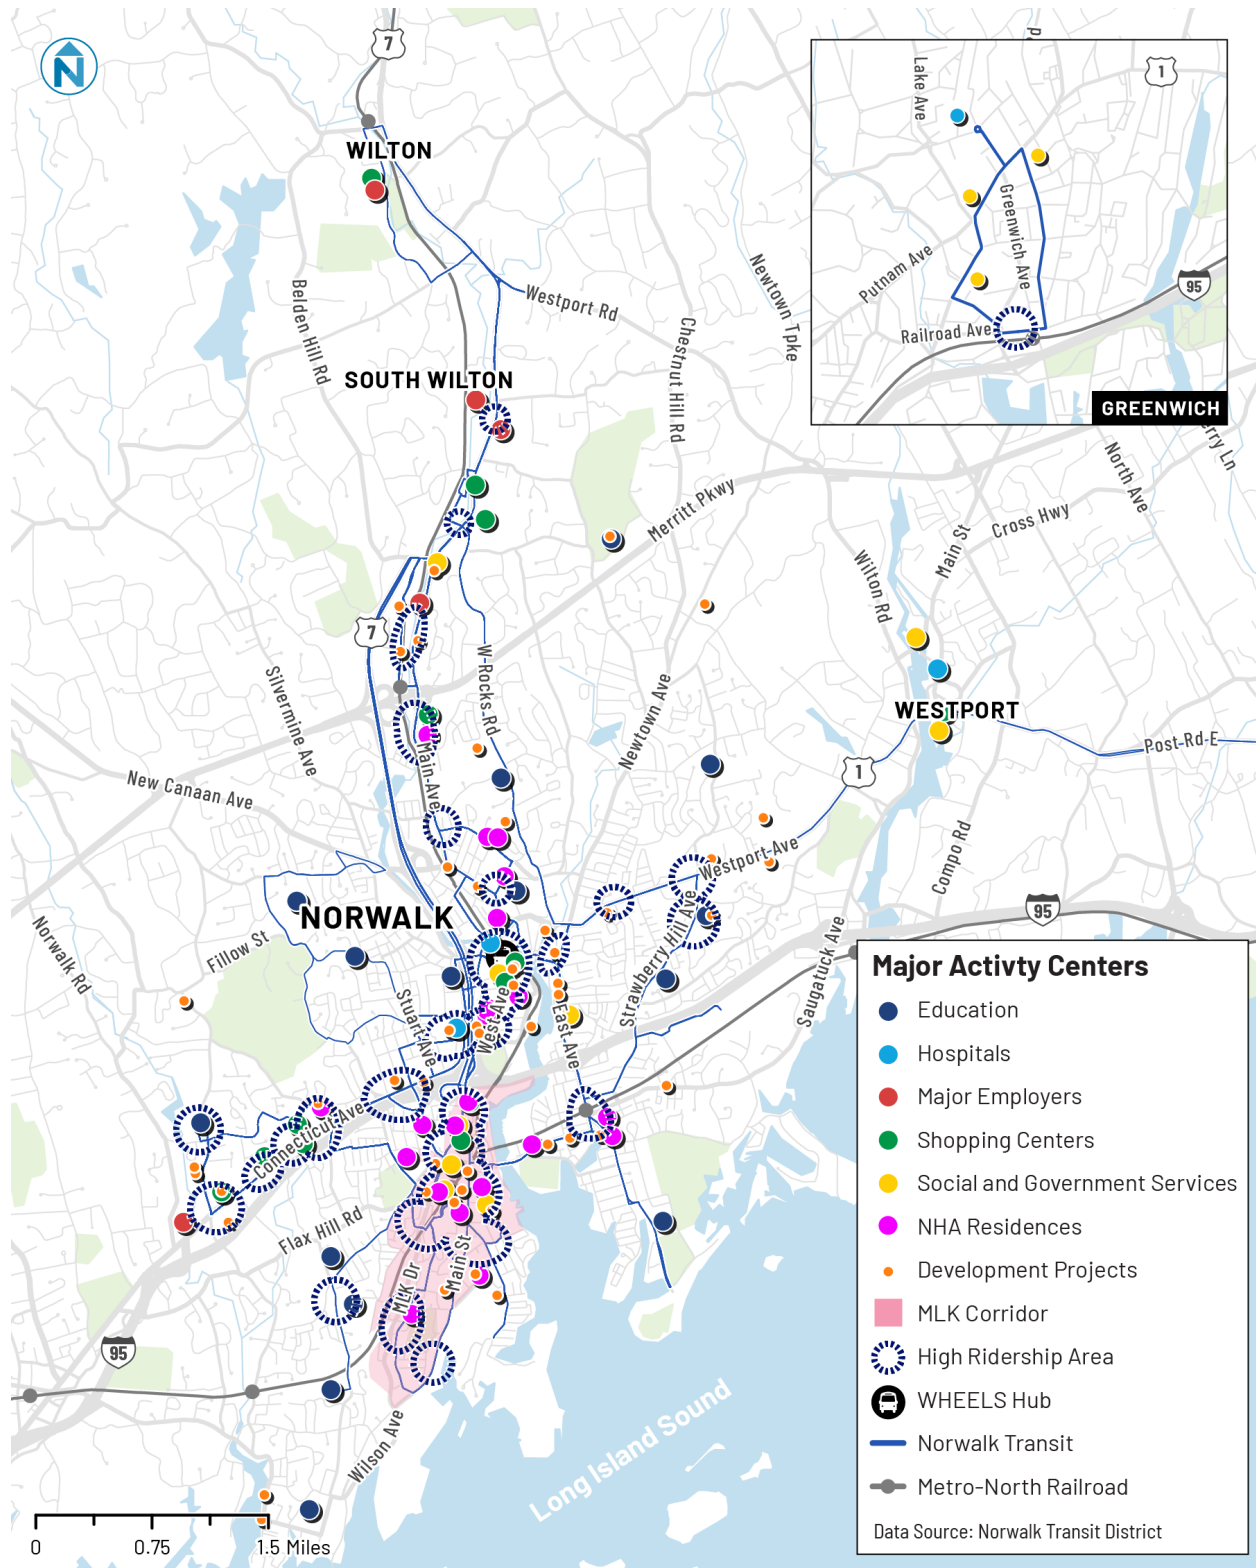 7
N
WILTON
Westport Rd
Belden Hill Rd
Newtown Tpke
Chestnut Hill Rd
SOUTH WILTON
Lake Ave
1
Greenwich Ave
Putnam Ave
Railroad Ave
95
GREENWICH
North Ave
erry Ln
Merritt Pkwy
Cross Hwy
Main St
Wilton Rd
7
W Rocks Rd
Silvermine Ave
Newtown Ave
WESTPORT
Post Rd E
1
New Canaan Ave
Main Ave
Westport Ave
Compo Rd
95
NORWALK
Norwalk Rd
Fillow St
Strawberry Hill Ave
Saugatuck Ave
Stuart Ave
West Ave
East Ave
Connecticut Ave
Flax Hill Rd
MLK Dr
Main St
95
Wilson Ave
Long Island Sound
0
0.75
1.5 Miles
Major Activty Centers
Education
Hospitals
Major Employers
Shopping Centers
Social and Government Services
NHA Residences
Development Projects
MLK Corridor
High Ridership Area
WHEELS Hub
Norwalk Transit
Metro-North Railroad
Data Source: Norwalk Transit District